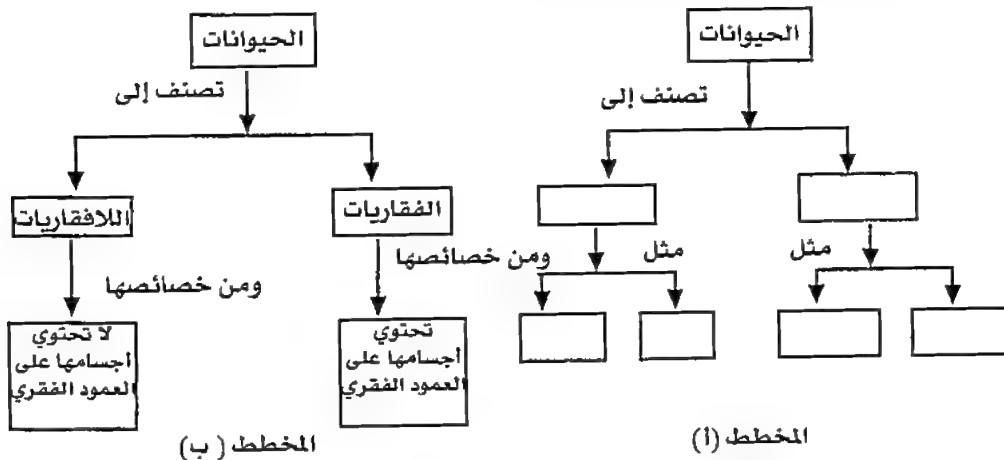 الحيوانات
تصنف إلى
مثل
مثل
المخطط (أ)
الحيوانات
تصنف إلى
الفقاريات
اللافقاريات
ومن خصائصها
ومن خصائصها
تحتوي
أجسامها على
العمود الفقري
لا تحتوي
أجسامها على
العمود الفقري
المخطط (ب)